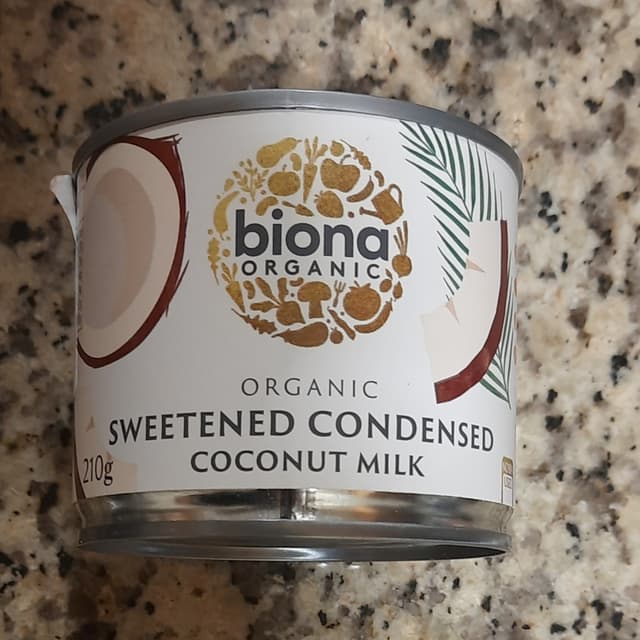 biona
ORGANIC
ORGANIC
SWEETENED CONDENSED
COCONUT MILK
210g